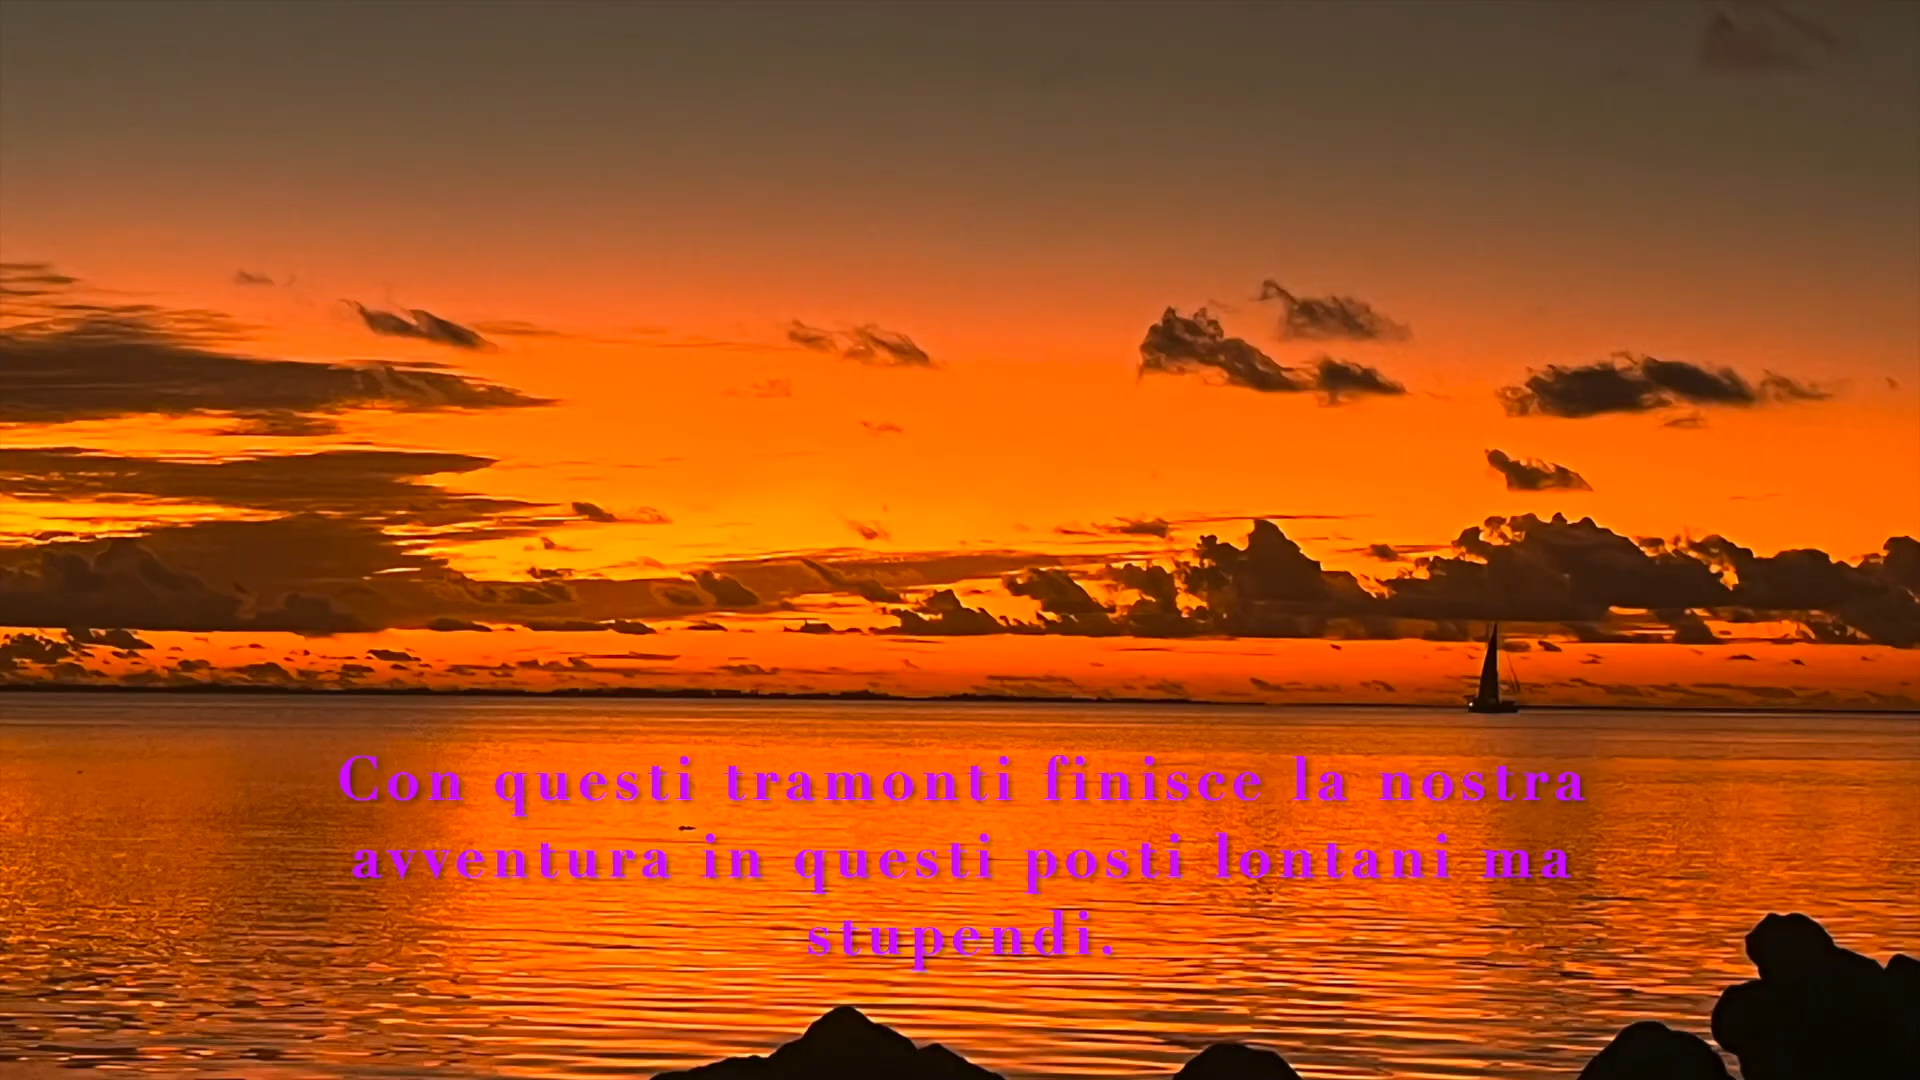 Con questi tramonti finisce la nostra
avventura in questi posti lontani ma
stupendi.